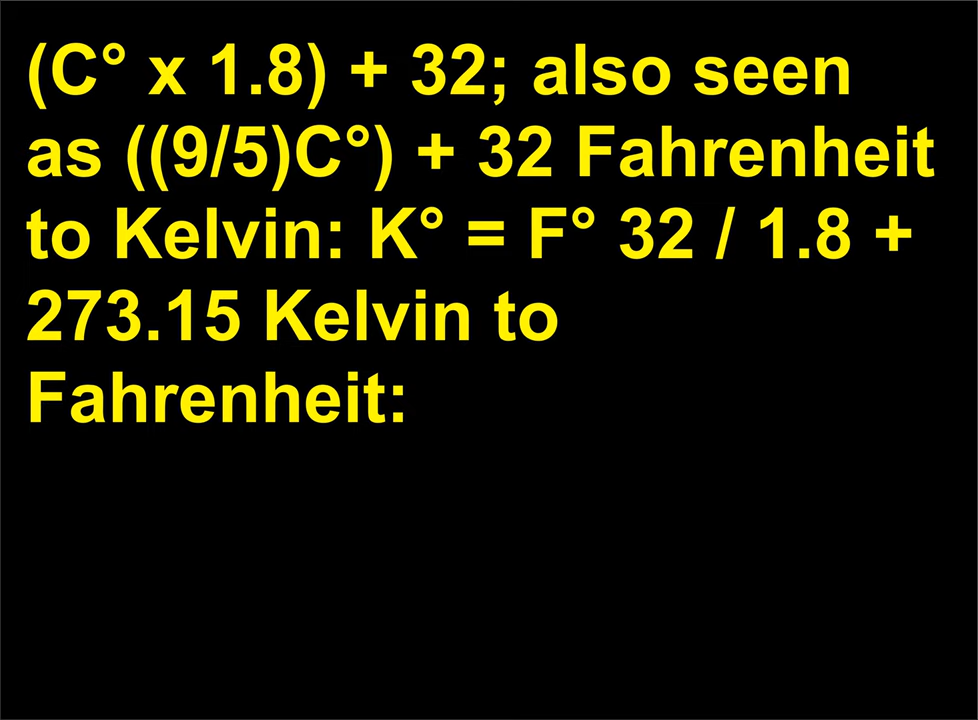 (C° x 1.8) + 32; also seen
as ((9/5)C°) + 32 Fahrenheit
to Kelvin: K° = F° 32 / 1.8 +
273.15 Kelvin to
Fahrenheit: